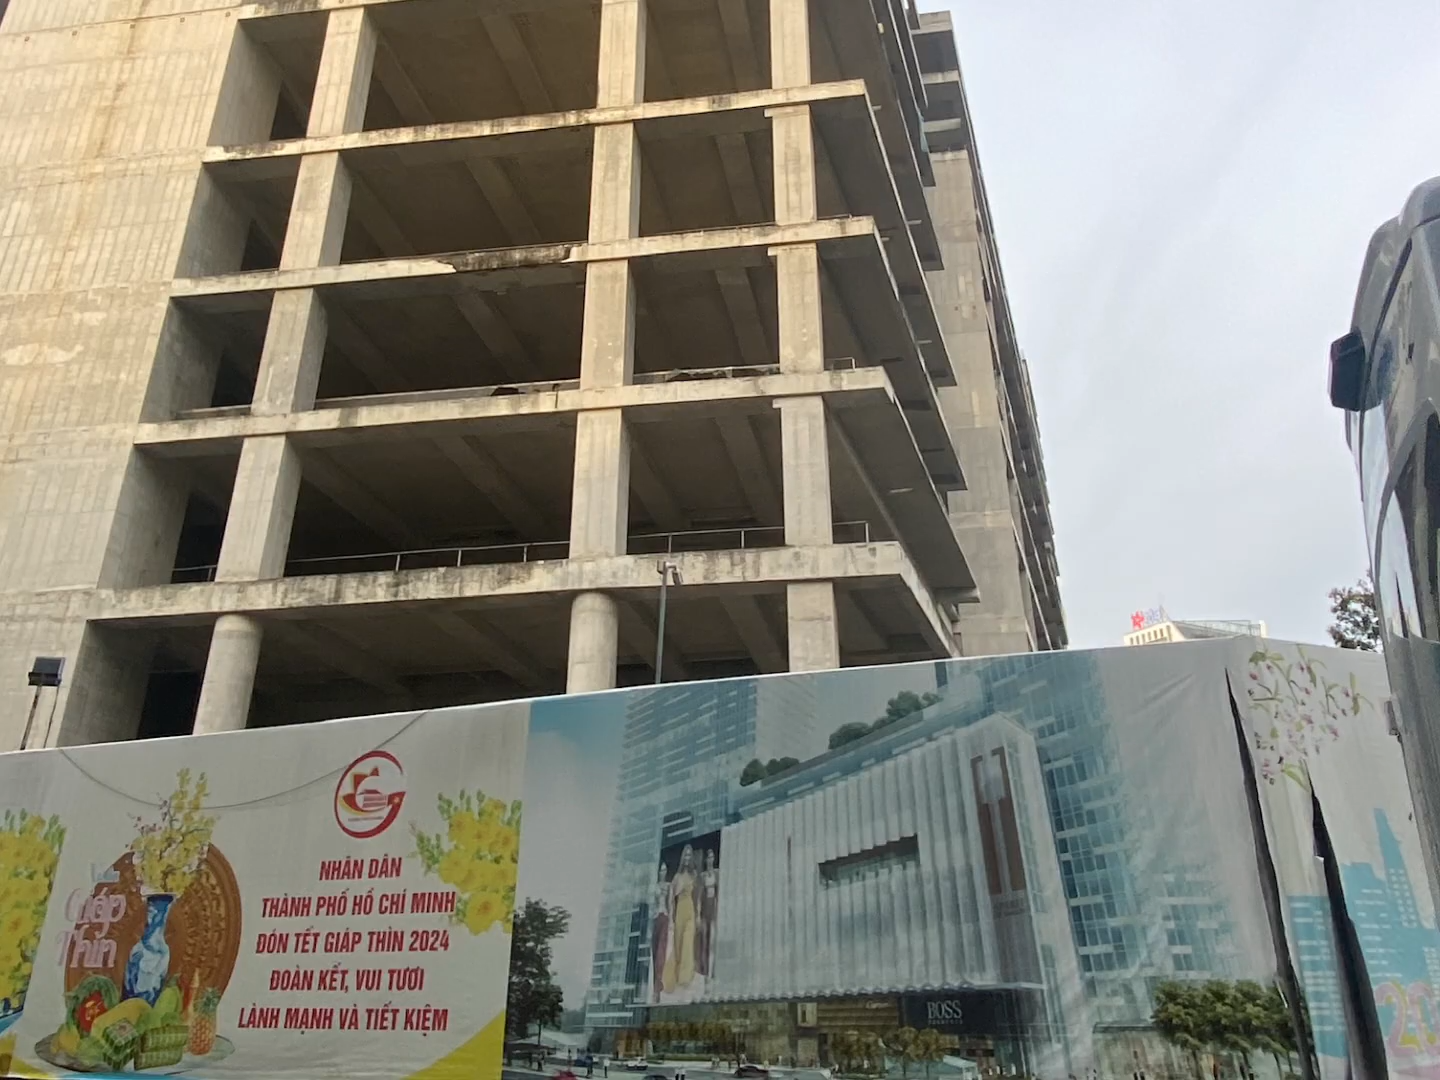 Giáp
Thìn
NHÂN DÂN
THÀNH PHỐ HỒ CHÍ MINH
ĐÓN TẾT GIÁP THÌN 2024
ĐOÀN KẾT, VUI TƯƠI
LÀNH MẠNH VÀ TIẾT KIỆM
BOSS